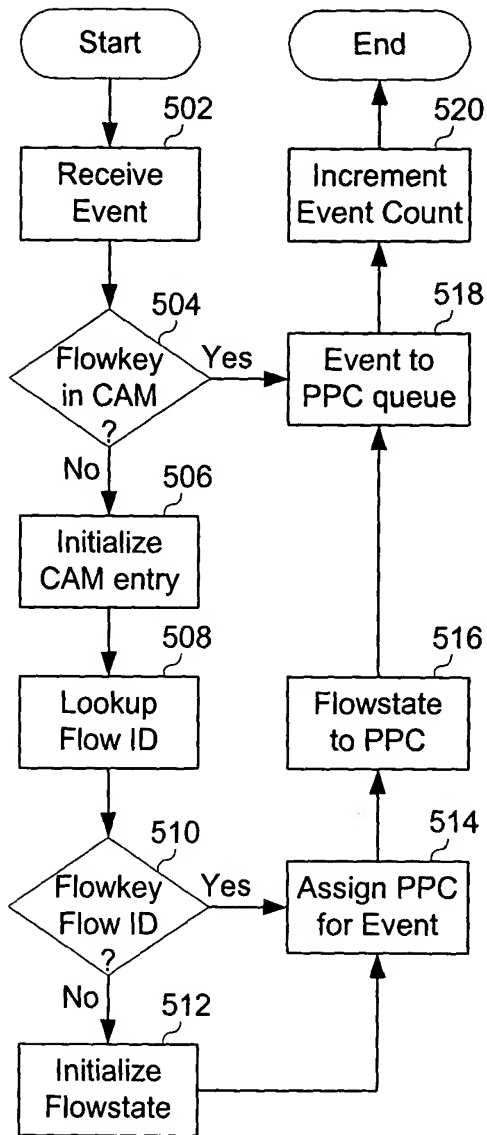 Start
502
Receive
Event
504
Flowkey
in CAM
?
Yes
No
506
Initialize
CAM entry
508
Lookup
Flow ID
510
Flowkey
Flow ID
?
Yes
No
512
Initialize
Flowstate
514
Assign PPC
for Event
516
Flowstate
to PPC
518
Event to
PPC queue
520
Increment
Event Count
End